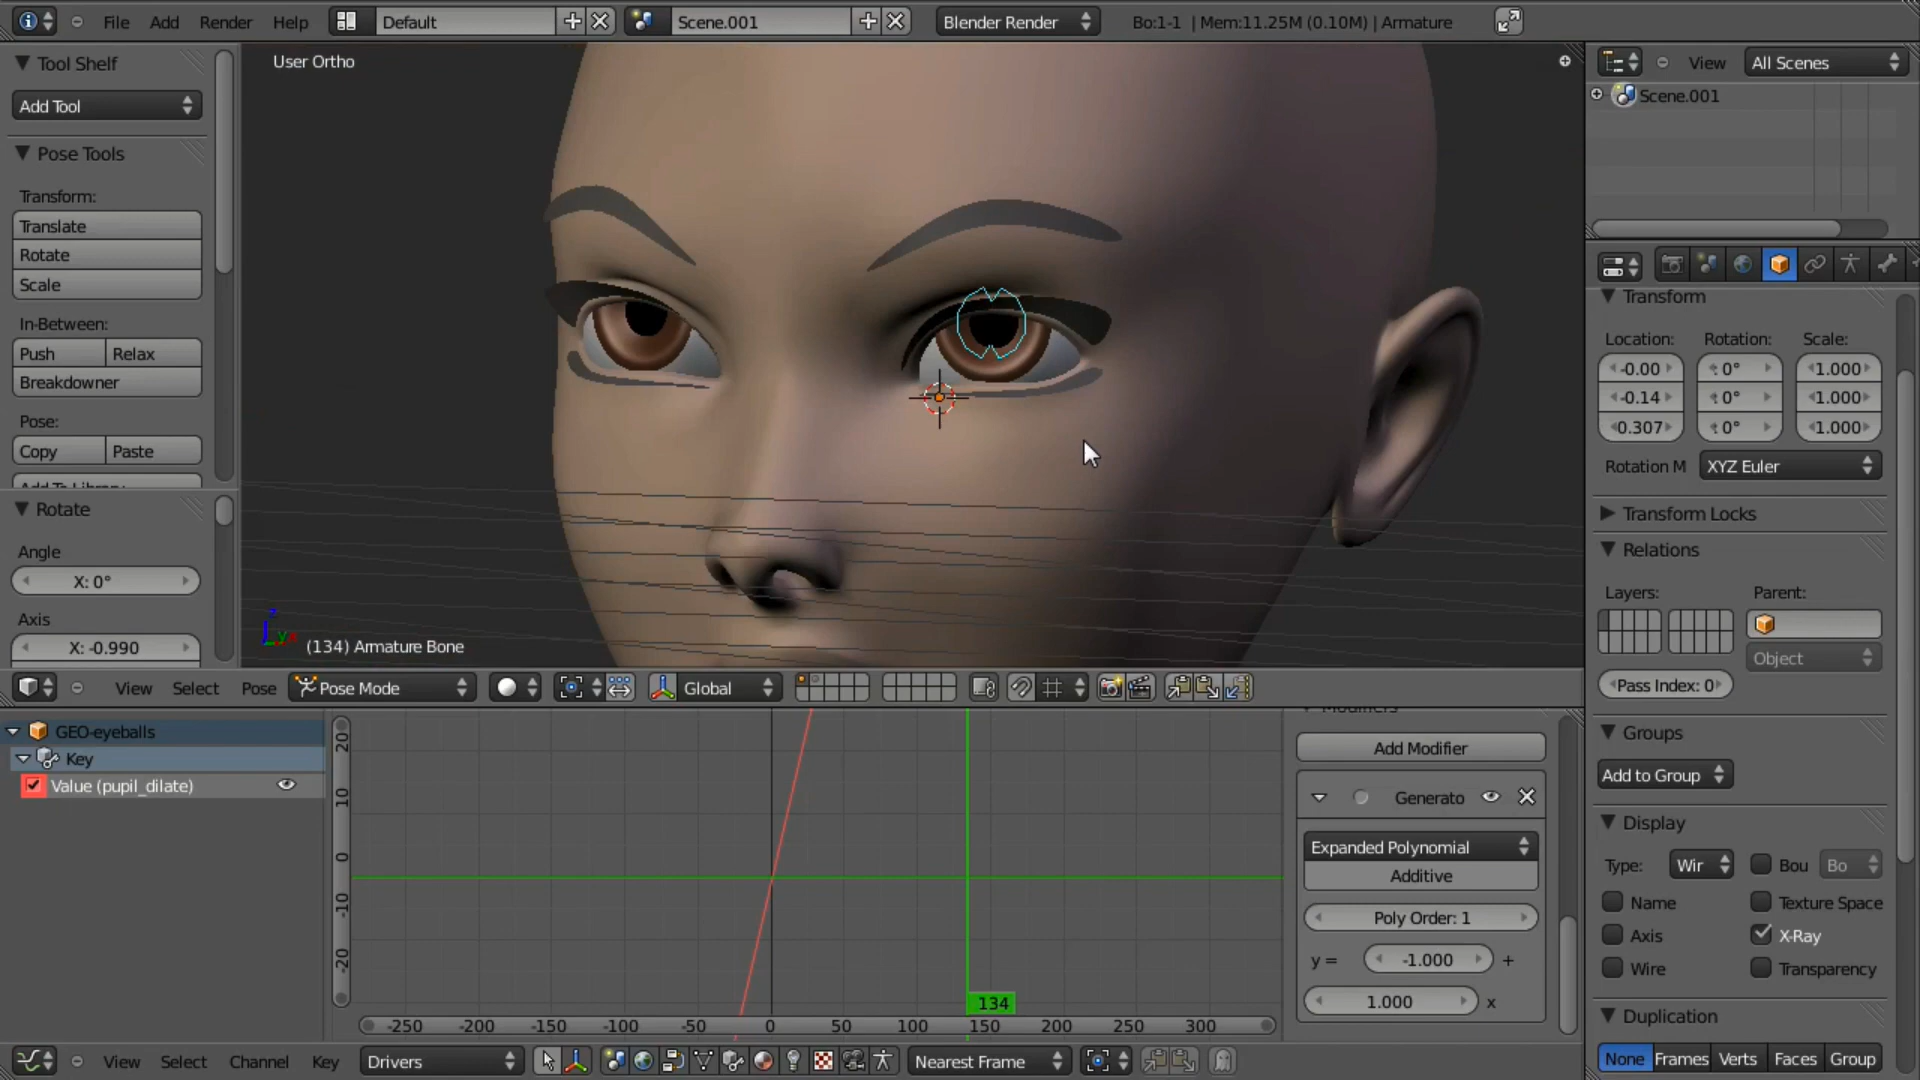 File Add Render Help Default Scene.001 Blender Render Bo:1-1 | Mem:11.25M (0.10M) | Armature
Tool Shelf
Add Tool
Pose Tools
Transform:
Translate
Rotate
Scale
In-Between:
Push Relax
Breakdowner
Pose:
Copy Paste
Add To Library
Rotate
Angle
X: 0°
Axis
X: -0.990
User Ortho
(134) Armature Bone
View Select Pose Pose Mode Global
View All Scenes
Scene.001
Transform
Location: Rotation: Scale:
-0.00 0° 1.000
-0.14 0° 1.000
0.307 0° 1.000
Rotation M XYZ Euler
Transform Locks
Relations
Layers: Parent:
Object
Pass Index: 0
Groups
Add to Group
Display
Type: Wir Bou Bo
Name Texture Space
Axis X-Ray
Wire Transparency
Duplication
None Frames Verts Faces Group
GEO-eyeballs
Key
Value (pupil_dilate)
20
10
0
-10
-20
134
-250 -200 -150 -100 -50 0 50 100 150 200 250 300
Modifiers
Add Modifier
Generato
Expanded Polynomial
Additive
Poly Order: 1
y = -1.000 +
1.000 x
View Select Channel Key Drivers Nearest Frame